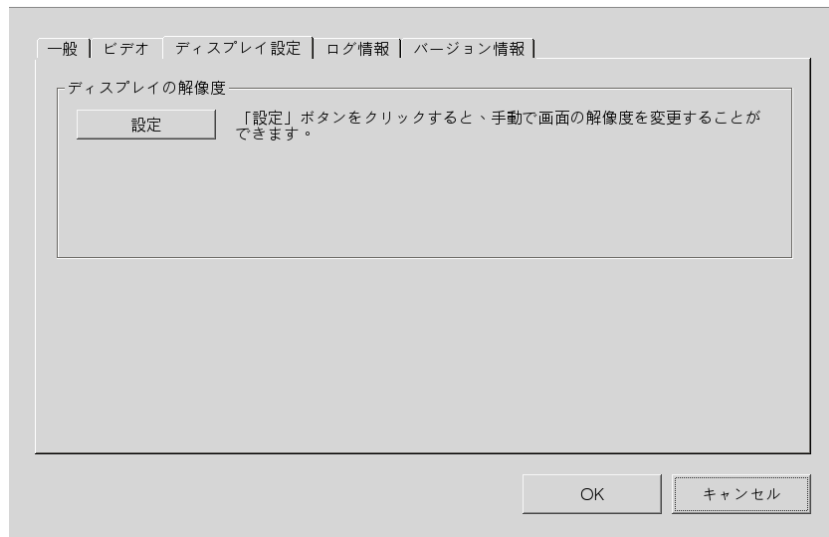 一般 ビデオ ディスプレイ設定 ログ情報 バージョン情報
ディスプレイの解像度
設定
「設定」ボタンをクリックすると、手動で画面の解像度を変更することが
できます。
OK キャンセル